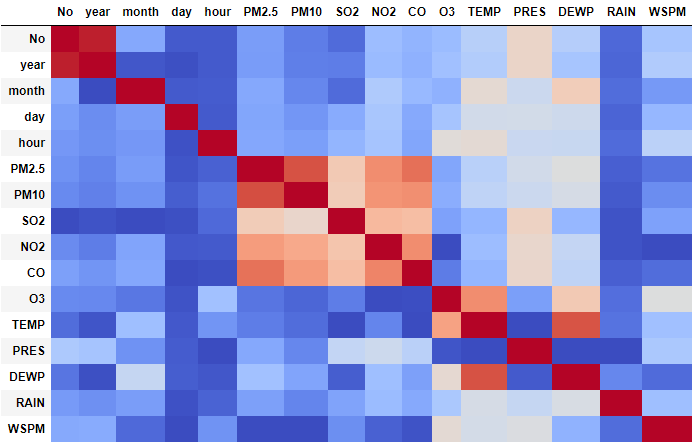 No year month day hour PM2.5 PM10 SO2 NO2 CO O3 TEMP PRES DEWP RAIN WSPM
No
year
month
day
hour
PM2.5
PM10
SO2
NO2
CO
O3
TEMP
PRES
DEWP
RAIN
WSPM